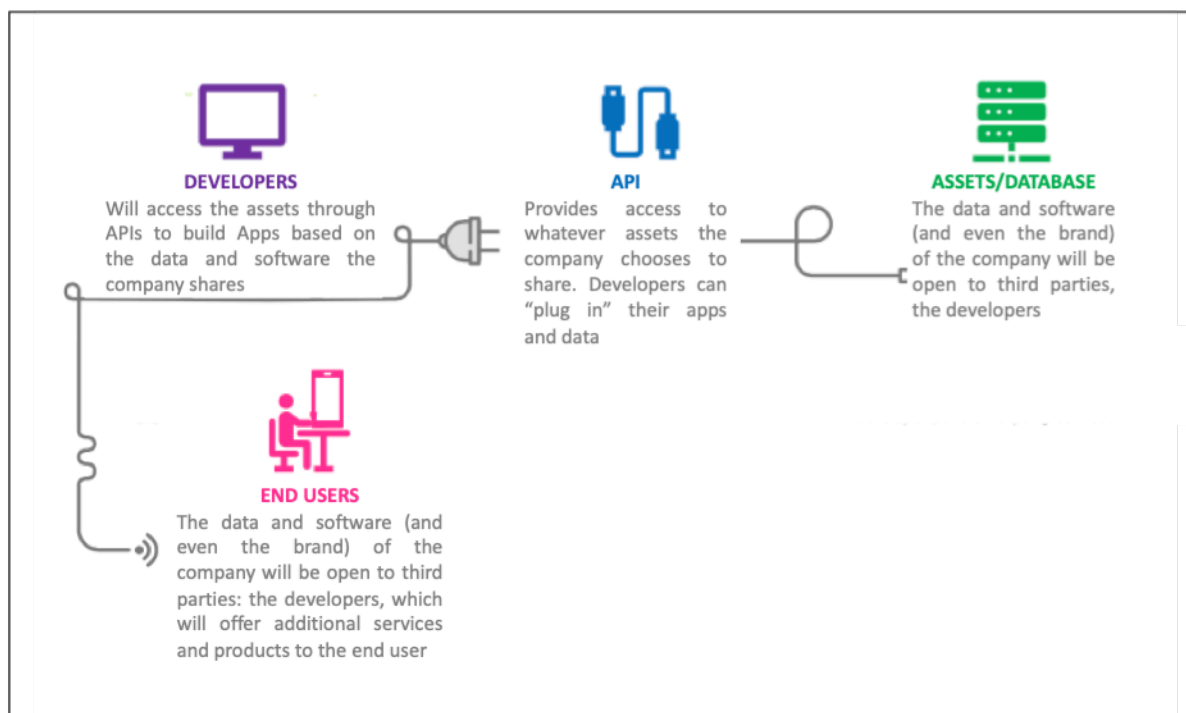 DEVELOPERS
Will access the assets through
APIs to build Apps based on
the data and software the
company shares
API
Provides access to
whatever assets the
company chooses to
share. Developers can
“plug in” their apps
and data
ASSETS/DATABASE
The data and software
(and even the brand)
of the company will be
open to third parties,
the developers
END USERS
The data and software (and
even the brand) of the
company will be open to third
parties: the developers, which
will offer additional services
and products to the end user